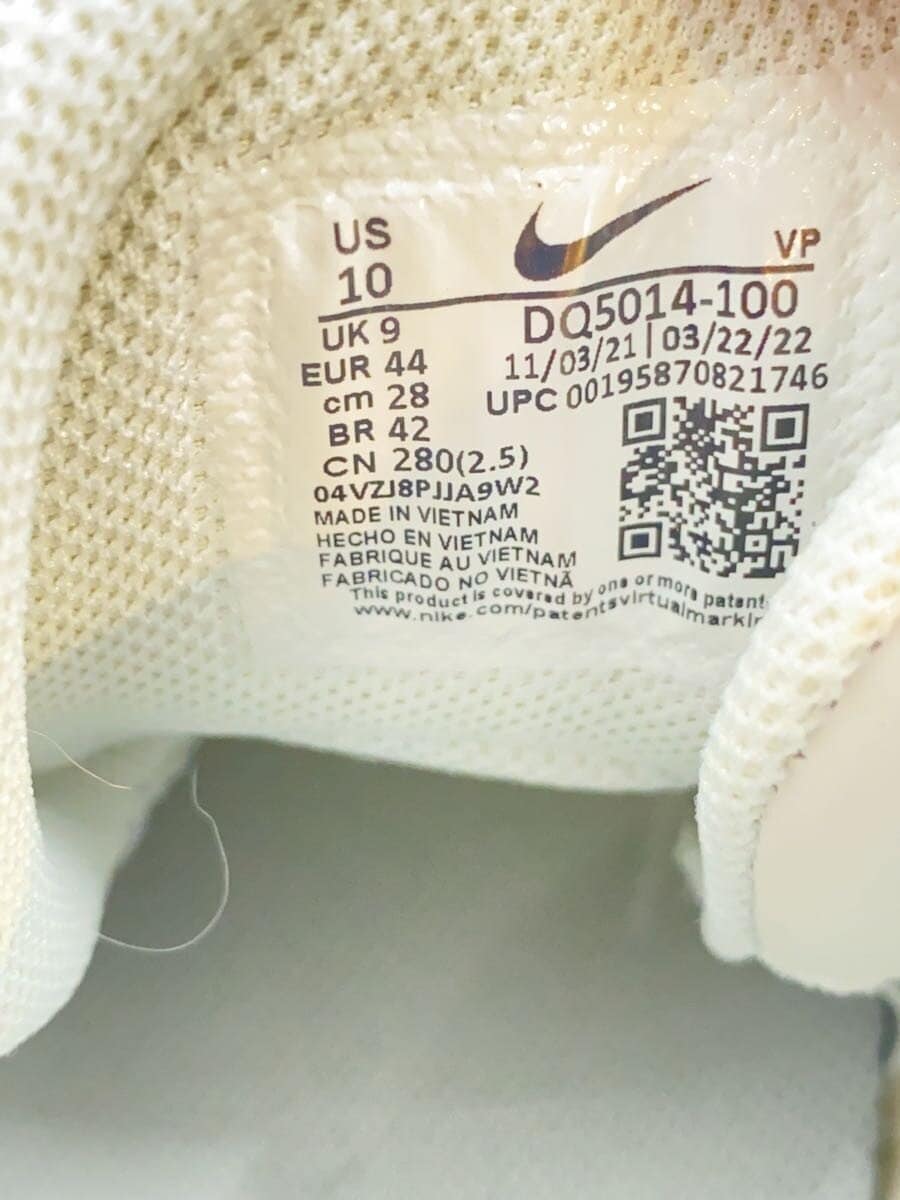 US
10
UK 9
EUR 44
cm 28
BR 42
CN 280(2.5)
04VZJ8PJJA9W2
MADE IN VIETNAM
HECHO EN VIETNAM
FABRIQUE AU VIETNAM
FABRICADO NO VIETNÃ
VP
DQ5014-100
11/03/21|03/22/22
UPC 00195870821746
This product is covered by one or more patent
www.nike.com/patentsvirtualmarkin